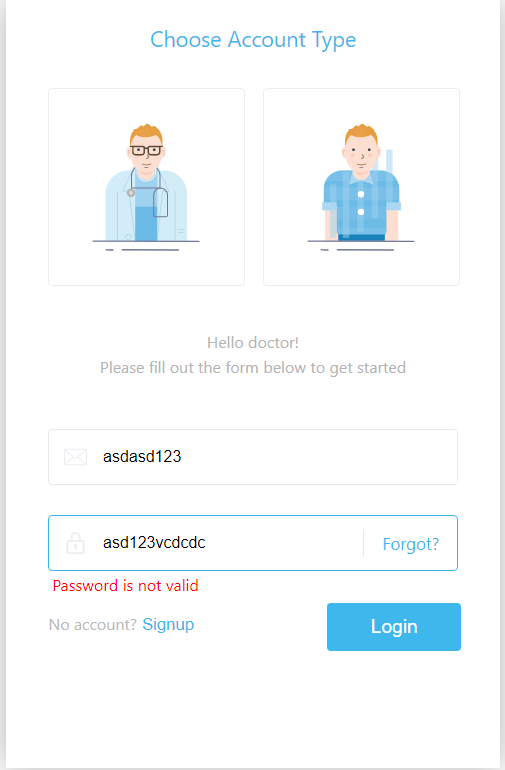 Choose Account Type
Hello doctor!
Please fill out the form below to get started
asdasd123
asd123vcdcdc
Forgot?
Password is not valid
No account? Signup
Login